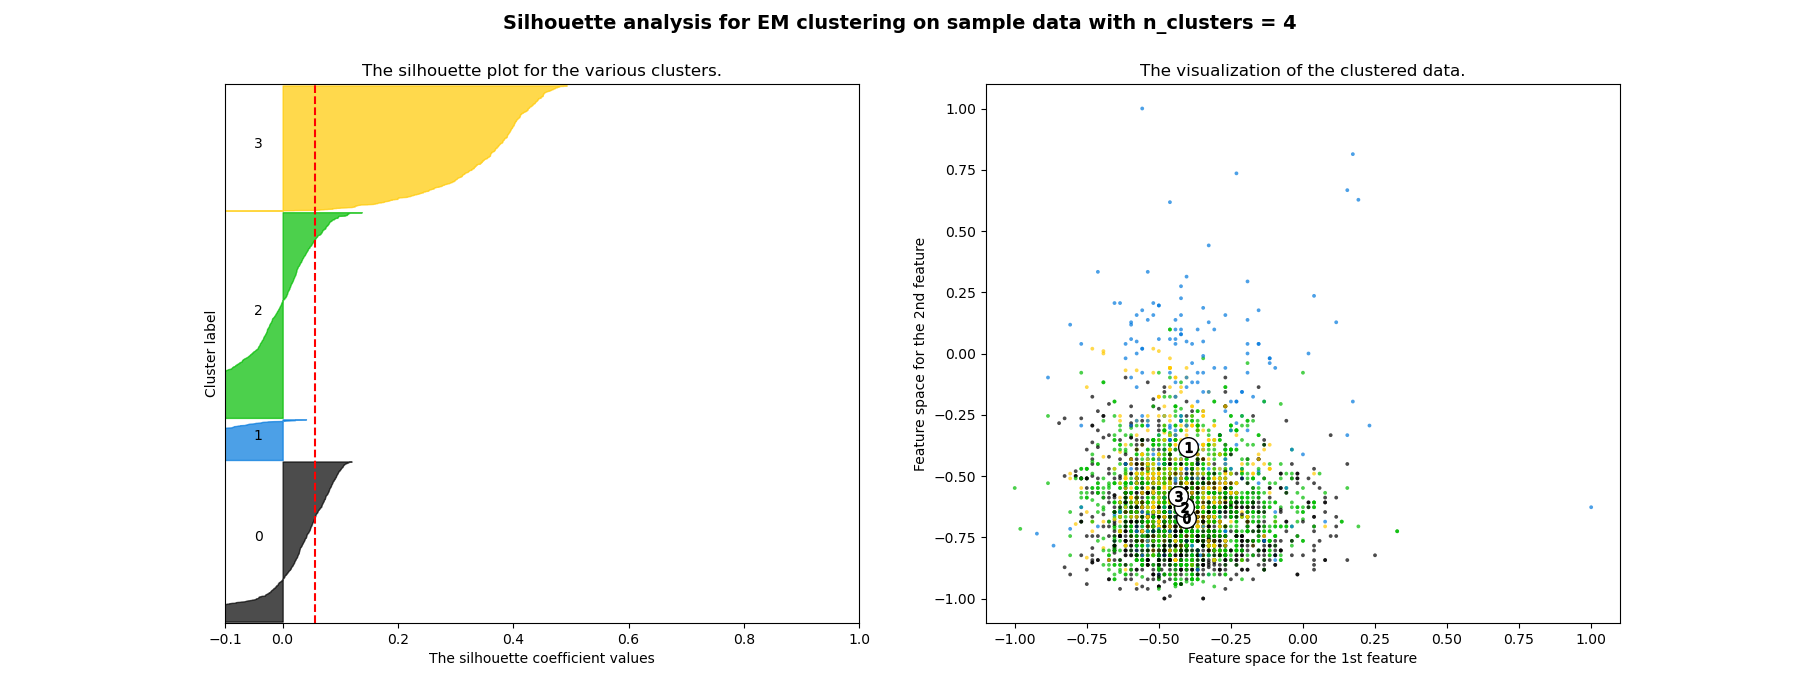 Silhouette analysis for EM clustering on sample data with n_clusters = 4
The silhouette plot for the various clusters.
3
2
1
0
Cluster label
−0.1 0.0 0.2 0.4 0.6 0.8 1.0
The silhouette coefficient values
The visualization of the clustered data.
1.00
0.75
0.50
0.25
0.00
−0.25
−0.50
−0.75
−1.00
Feature space for the 2nd feature
1
3
2
0
−1.00 −0.75 −0.50 −0.25 0.00 0.25 0.50 0.75 1.00
Feature space for the 1st feature